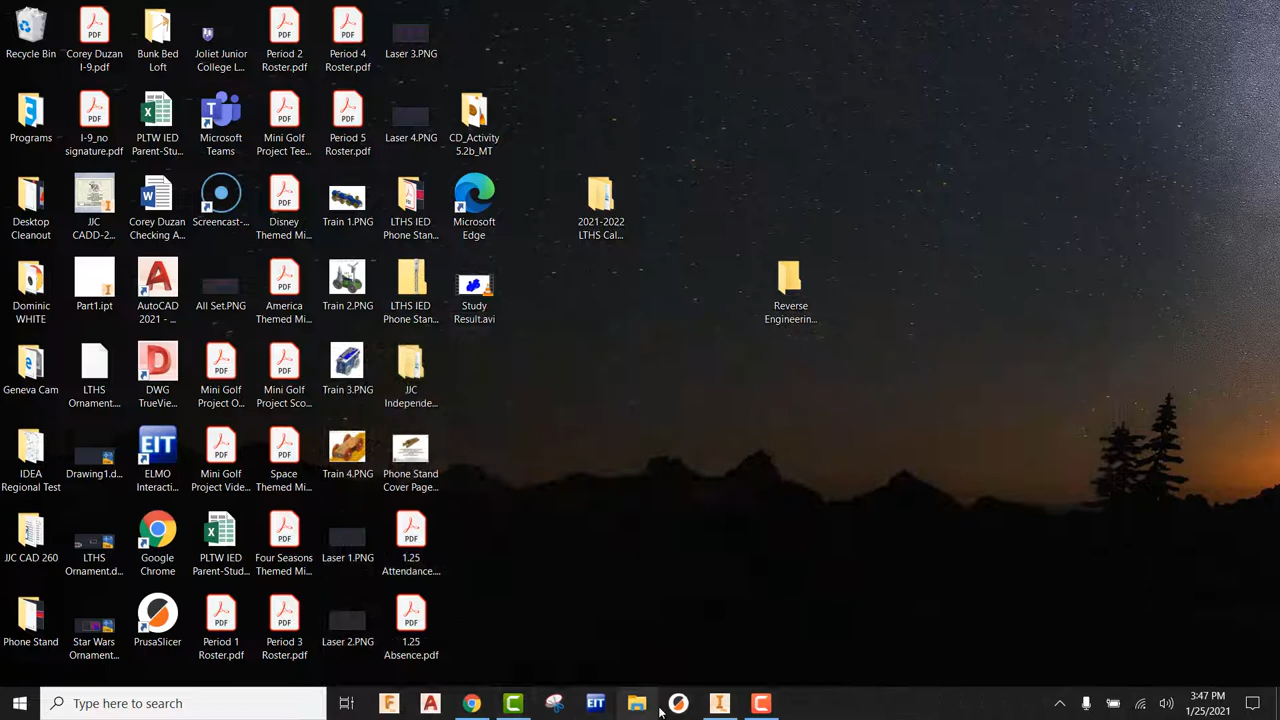 Recycle Bin
Corey Duzan
I-9.pdf
Bunk Bed
Loft
Joliet Junior
College L...
Period 2
Roster.pdf
Period 4
Roster.pdf
Laser 3.PNG
Programs
I-9_no
signature.pdf
PLTW IED
Parent-Stu...
Microsoft
Teams
Mini Golf
Project Tee...
Period 5
Roster.pdf
Laser 4.PNG
CD_Activity
5.2b_MT
Desktop
Cleanout
JJC
CADD-2...
Corey Duzan
Checking A...
Screencast-...
Disney
Themed Mi...
Train 1.PNG
LTHS IED
Phone Stan...
Microsoft
Edge
2021-2022
LTHS Cal...
Dominic
WHITE
Part1.ipt
AutoCAD
2021 - ...
All Set.PNG
America
Themed Mi...
Train 2.PNG
LTHS IED
Phone Stan...
Study
Result.avi
Reverse
Engineerin...
Geneva Cam
LTHS
Ornament....
DWG
TrueVie...
Mini Golf
Project O...
Mini Golf
Project Sco...
Train 3.PNG
JJC
Independe...
IDEA
Regional Test
Drawing1.d...
EIT
ELMO
Interacti...
Mini Golf
Project Vide...
Space
Themed Mi...
Train 4.PNG
Phone Stand
Cover Page...
JJC CAD 260
LTHS
Ornament.d...
Google
Chrome
PLTW IED
Parent-Stud...
Four Seasons
Themed Mi...
Laser 1.PNG
1.25
Attendance....
Phone Stand
Star Wars
Ornament...
PrusaSlicer
Period 1
Roster.pdf
Period 3
Roster.pdf
Laser 2.PNG
1.25
Absence.pdf
Type here to search
EIT
3:47 PM
1/25/2021